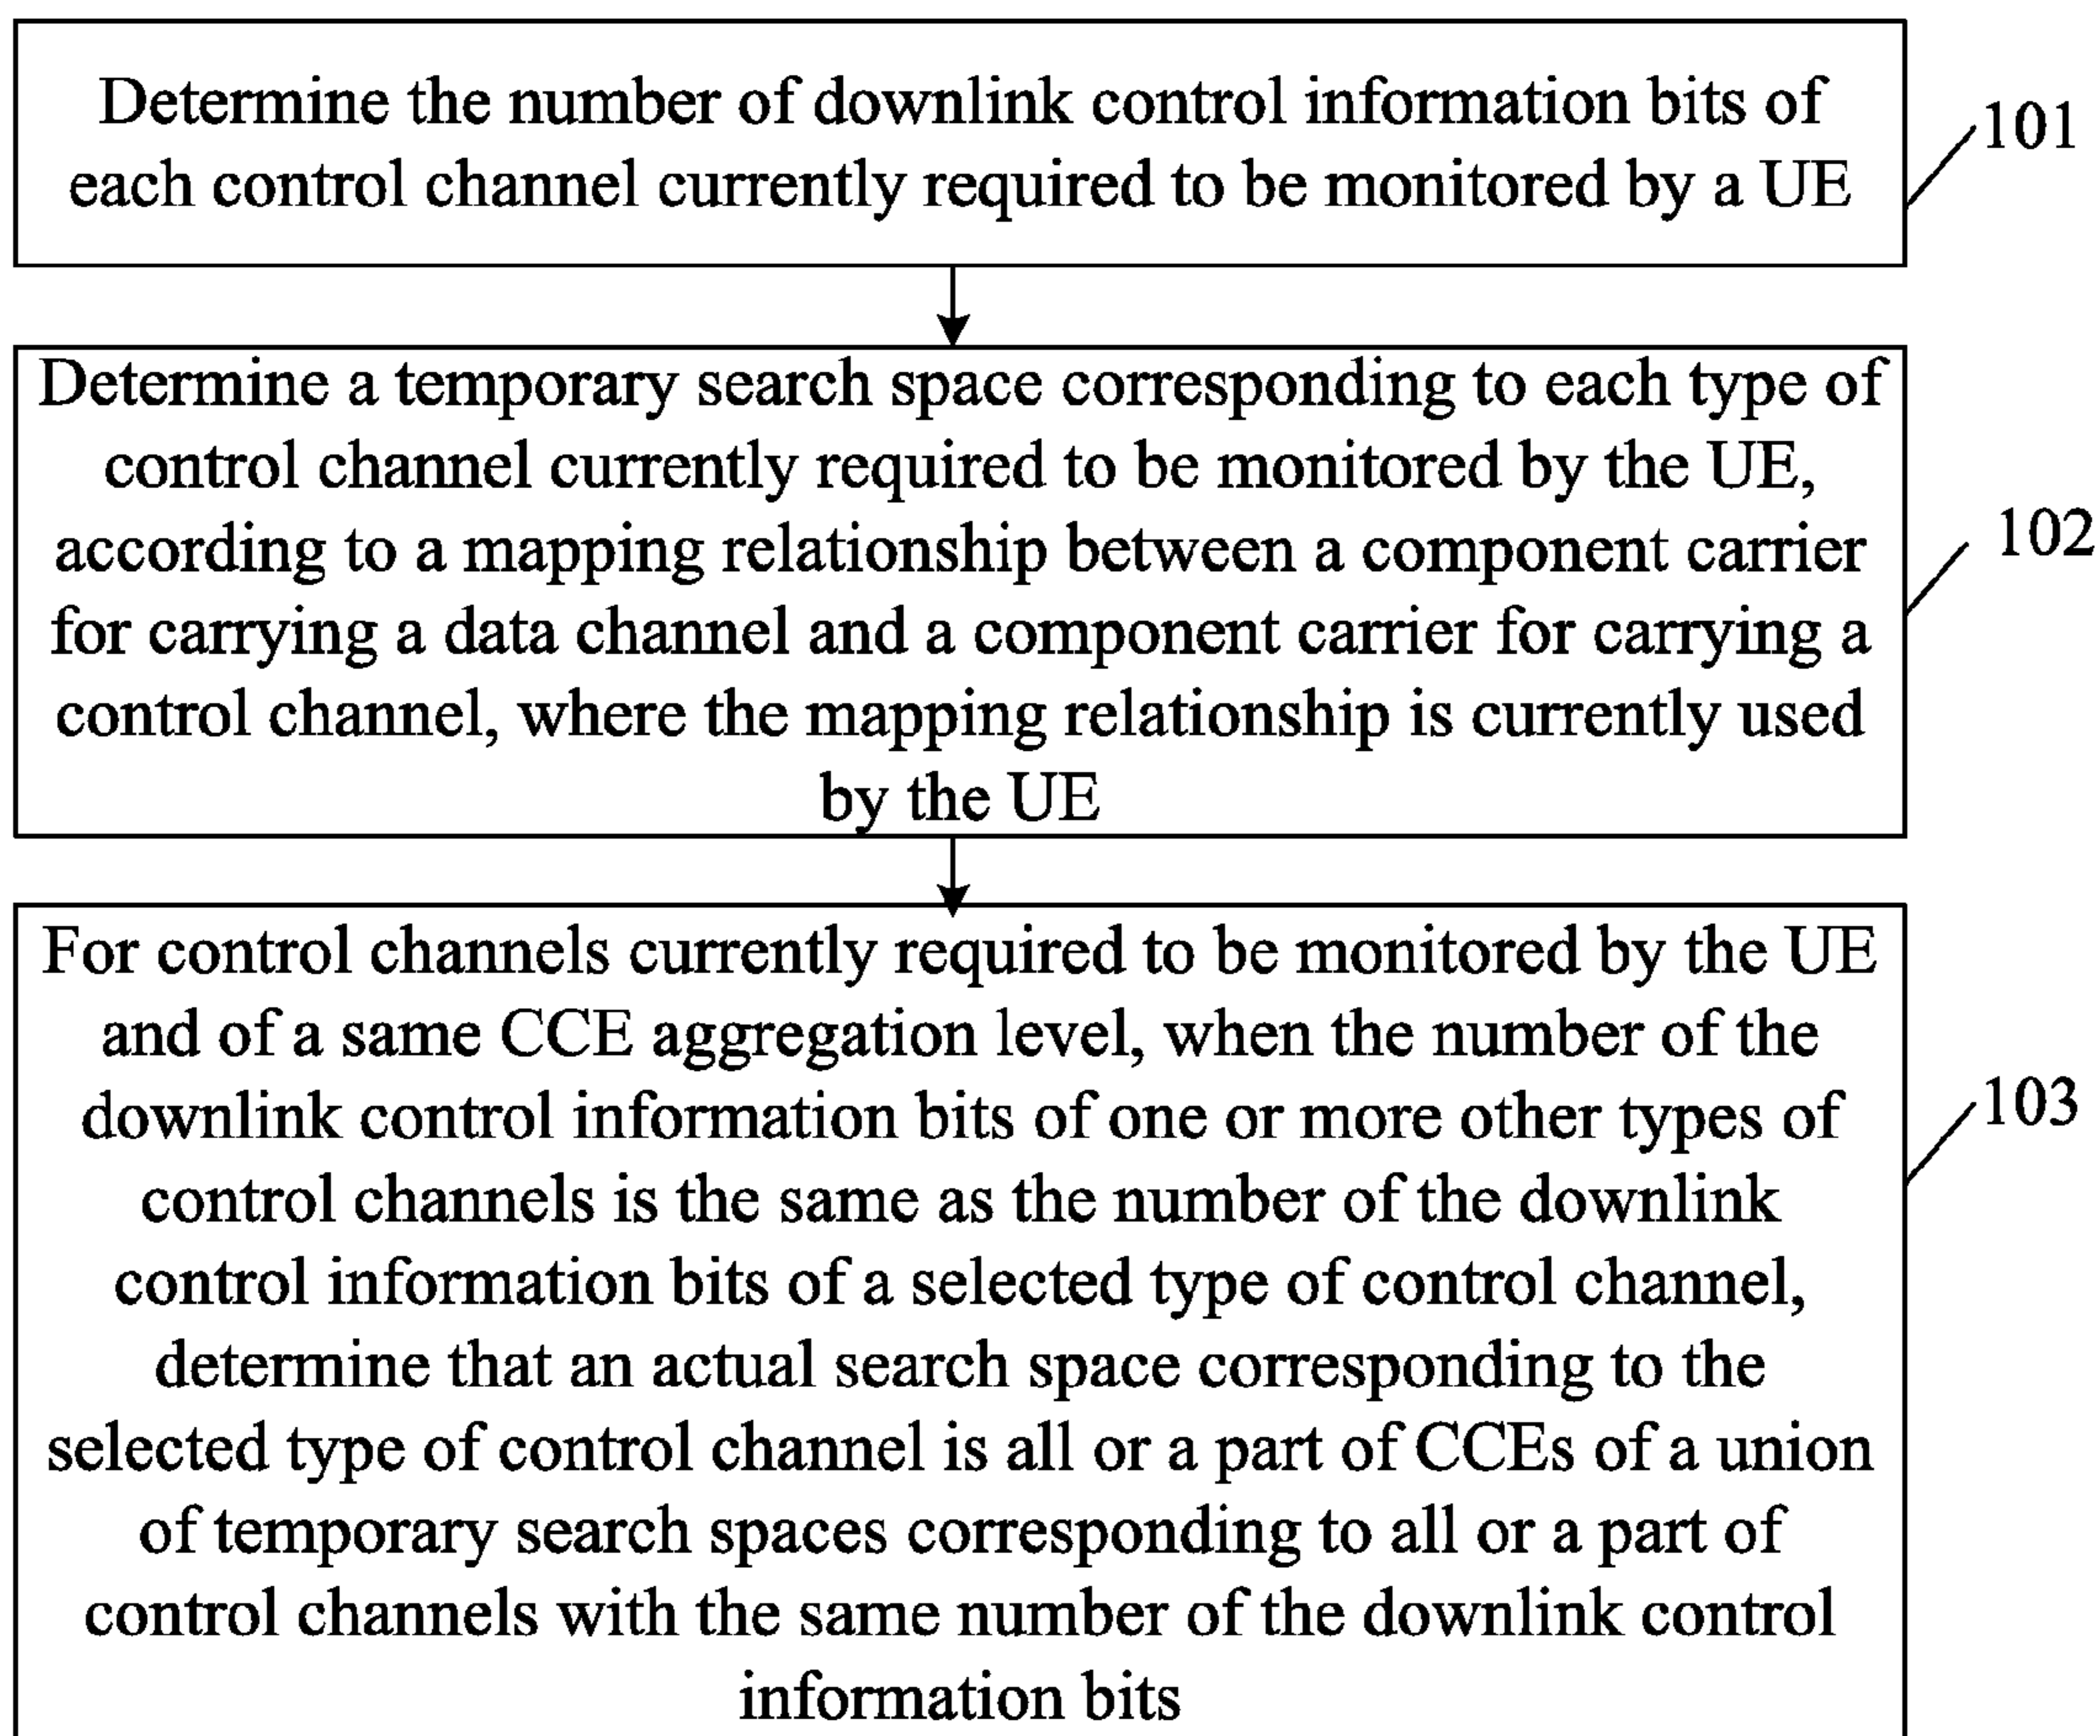 Determine the number of downlink control information bits of
each control channel currently required to be monitored by a UE
101
Determine a temporary search space corresponding to each type of
control channel currently required to be monitored by the UE,
according to a mapping relationship between a component carrier
for carrying a data channel and a component carrier for carrying a
control channel, where the mapping relationship is currently used
by the UE
102
For control channels currently required to be monitored by the UE
and of a same CCE aggregation level, when the number of the
downlink control information bits of one or more other types of
control channels is the same as the number of the downlink
control information bits of a selected type of control channel,
determine that an actual search space corresponding to the
selected type of control channel is all or a part of CCEs of a union
of temporary search spaces corresponding to all or a part of
control channels with the same number of the downlink control
information bits
103